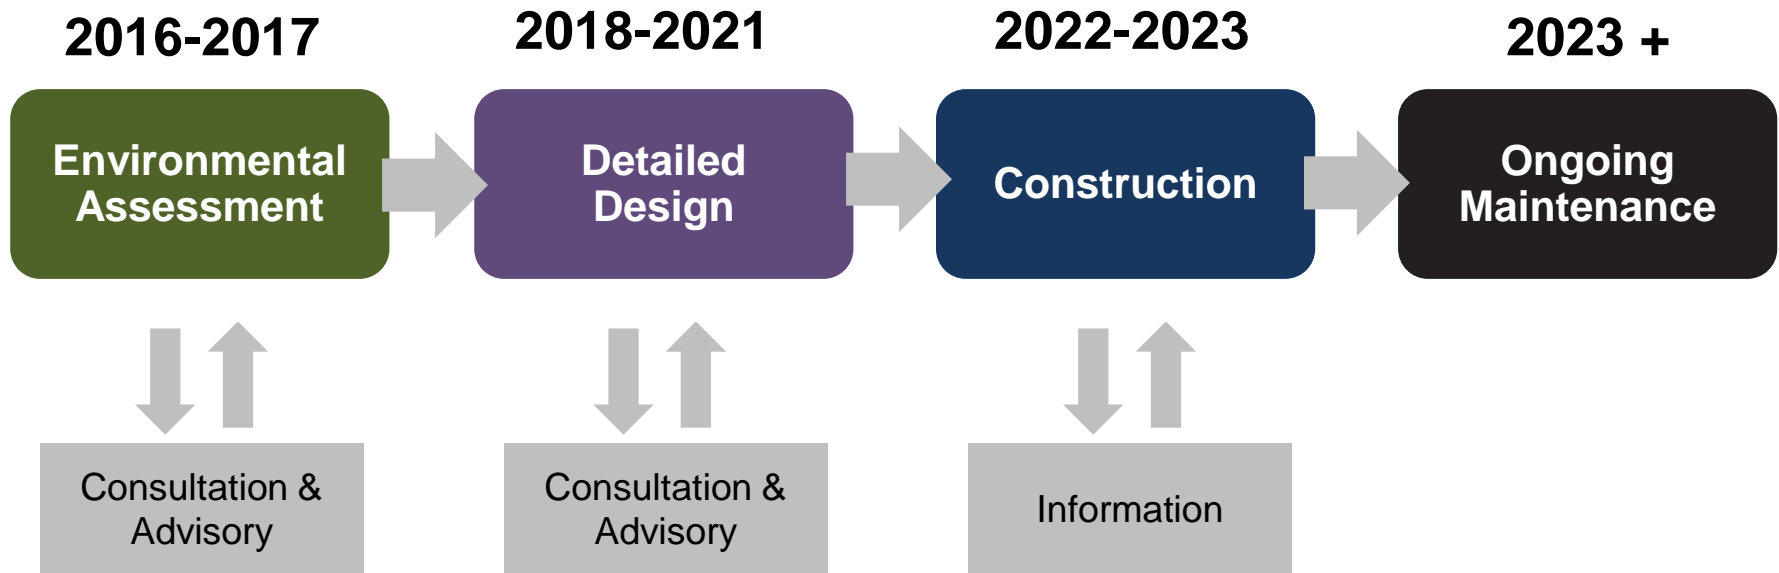 2016-2017
2018-2021
2022-2023
2023 +
Environmental
Assessment
Detailed
Design
Construction
Ongoing
Maintenance
Consultation &
Advisory
Consultation &
Advisory
Information